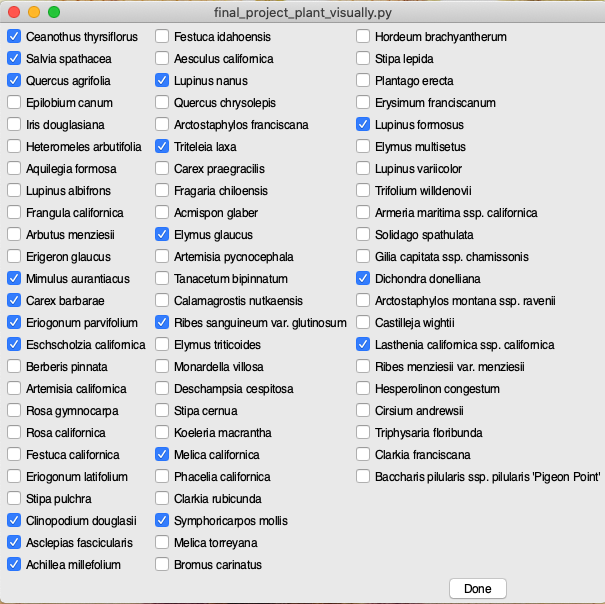 final_project_plant_visually.py
Ceanothus thyrsiflorus
Salvia spathacea
Quercus agrifolia
Epilobium canum
Iris douglasiana
Heteromeles arbutifolia
Aquilegia formosa
Lupinus albifrons
Frangula californica
Arbutus menziesii
Erigeron glaucus
Mimulus aurantiacus
Carex barbarae
Eriogonum parvifolium
Eschscholzia californica
Berberis pinnata
Artemisia californica
Rosa gymnocarpa
Rosa californica
Festuca californica
Eriogonum latifolium
Stipa pulchra
Clinopodium douglasii
Asclepias fascicularis
Achillea millefolium
Festuca idahoensis
Aesculus californica
Lupinus nanus
Quercus chrysolepis
Arctostaphylos franciscana
Triteleia laxa
Carex praegracilis
Fragaria chiloensis
Acmispon glaber
Elymus glaucus
Artemisia pycnocephala
Tanacetum bipinnatum
Calamagrostis nutkaensis
Ribes sanguineum var. glutinosum
Elymus triticoides
Monardella villosa
Deschampsia cespitosa
Stipa cernua
Koeleria macrantha
Melica californica
Phacelia californica
Clarkia rubicunda
Symphoricarpos mollis
Melica torreyana
Bromus carinatus
Hordeum brachyantherum
Stipa lepida
Plantago erecta
Erysimum franciscanum
Lupinus formosus
Elymus multisetus
Lupinus variicolor
Trifolium willdenovii
Armeria maritima ssp. californica
Solidago spathulata
Gilia capitata ssp. chamissonis
Dichondra donelliana
Arctostaphylos montana ssp. ravenii
Castilleja wightii
Lasthenia californica ssp. californica
Ribes menziesii var. menziesii
Hesperolinon congestum
Cirsium andrewsii
Triphysaria floribunda
Clarkia franciscana
Baccharis pilularis ssp. pilularis 'Pigeon Point'
Done